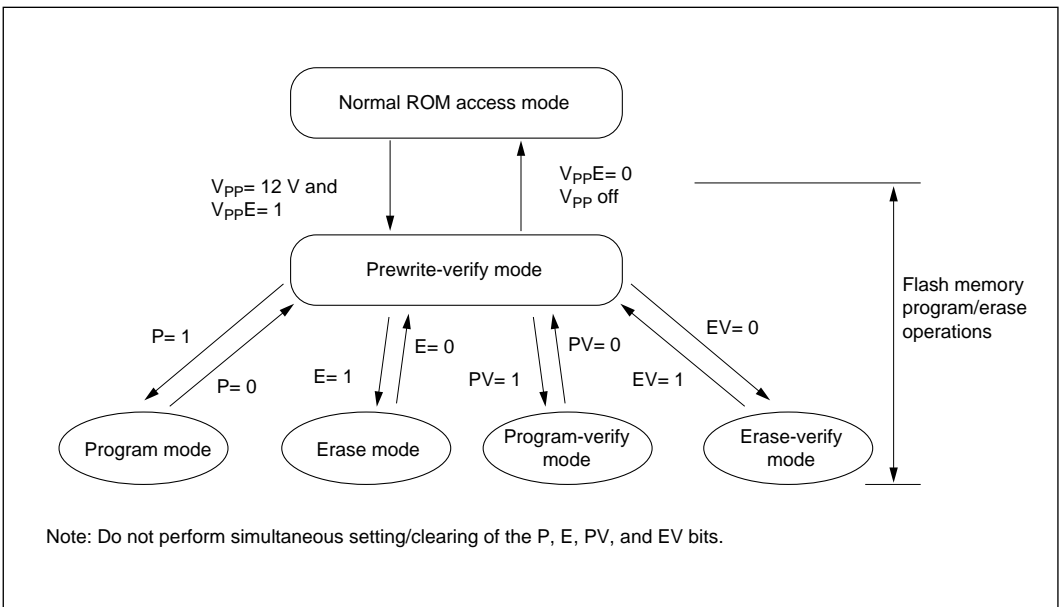 Normal ROM access mode
VPP= 12 V and
VPPE= 1
VPPE= 0
VPP off
Prewrite-verify mode
Flash memory
program/erase
operations
P= 1
P= 0
E= 1
E= 0
PV= 1
PV= 0
EV= 1
EV= 0
Program mode
Erase mode
Program-verify
mode
Erase-verify
mode
Note: Do not perform simultaneous setting/clearing of the P, E, PV, and EV bits.